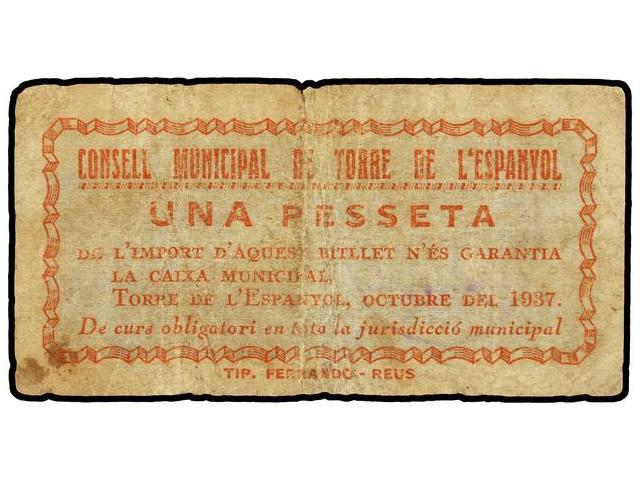 CONSELL MUNICIPAL DE TORRE DE L'ESPANYOL
UNA PESSETA
DE L'IMPORT D'AQUEST BITLLET N'ÉS GARANTIA
LA CAIXA MUNICIPAL.
TORRE DE L'ESPANYOL, OCTUBRE DEL 1937.
De curs obligatori en tota la jurisdicció municipal
TIP. FERRANDO - REUS